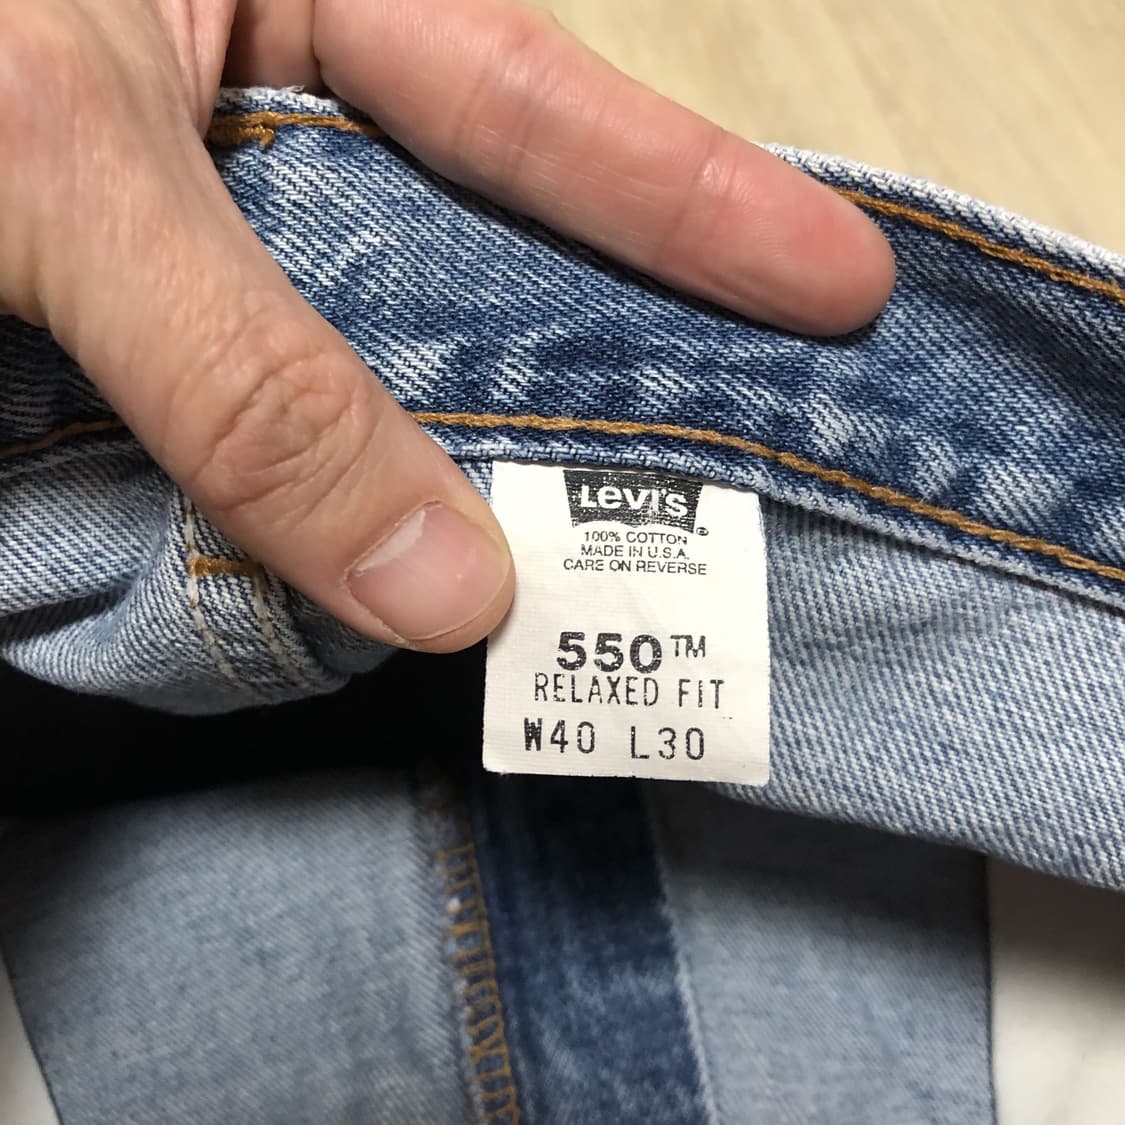 Levi's
100% COTTON
MADE IN U.S.A.
CARE ON REVERSE
550™
RELAXED FIT
W40 L30